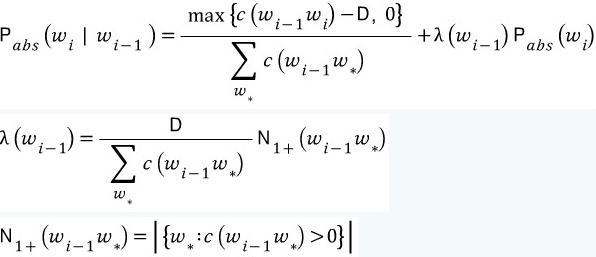 P_abs(w_i | w_{i-1}) = max{c(w_{i-1}w_i)−D, 0} / ∑_{w_*} c(w_{i-1}w_*) + λ(w_{i-1}) P_abs(w_i)
λ(w_{i-1}) = D / ∑_{w_*} c(w_{i-1}w_*) N_{1+}(w_{i-1}w_*)
N_{1+}(w_{i-1}w_*) = |{w_* : c(w_{i-1}w_*) > 0}|